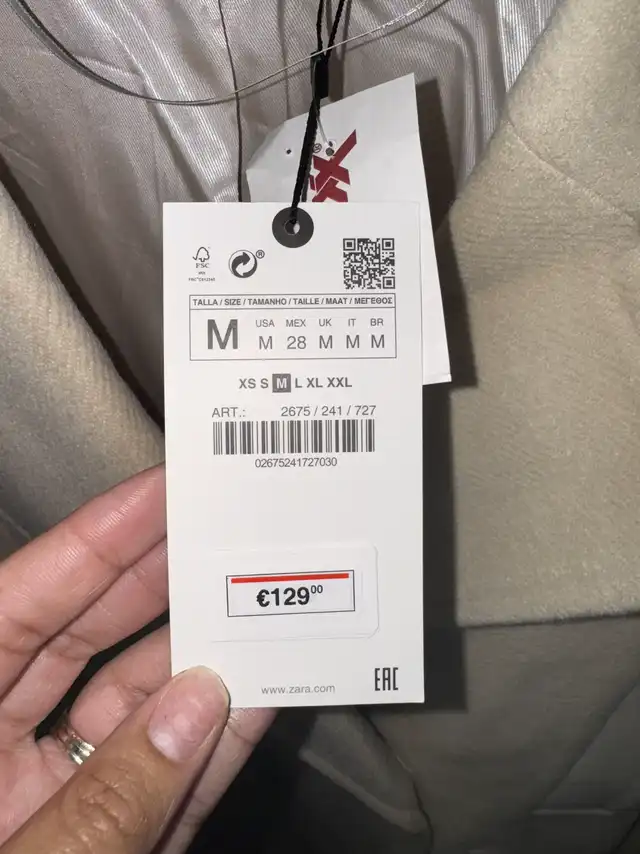 FSC
TALLA / SIZE / TAMANHO / TAILLE / MAAT / ΜΕΓΕΘΟΣ
M
USA MEX UK IT BR
M 28 M M M
XS S M L XL XXL
ART.: 2675 / 241 / 727
02675241727030
€129⁰⁰
www.zara.com
EAC